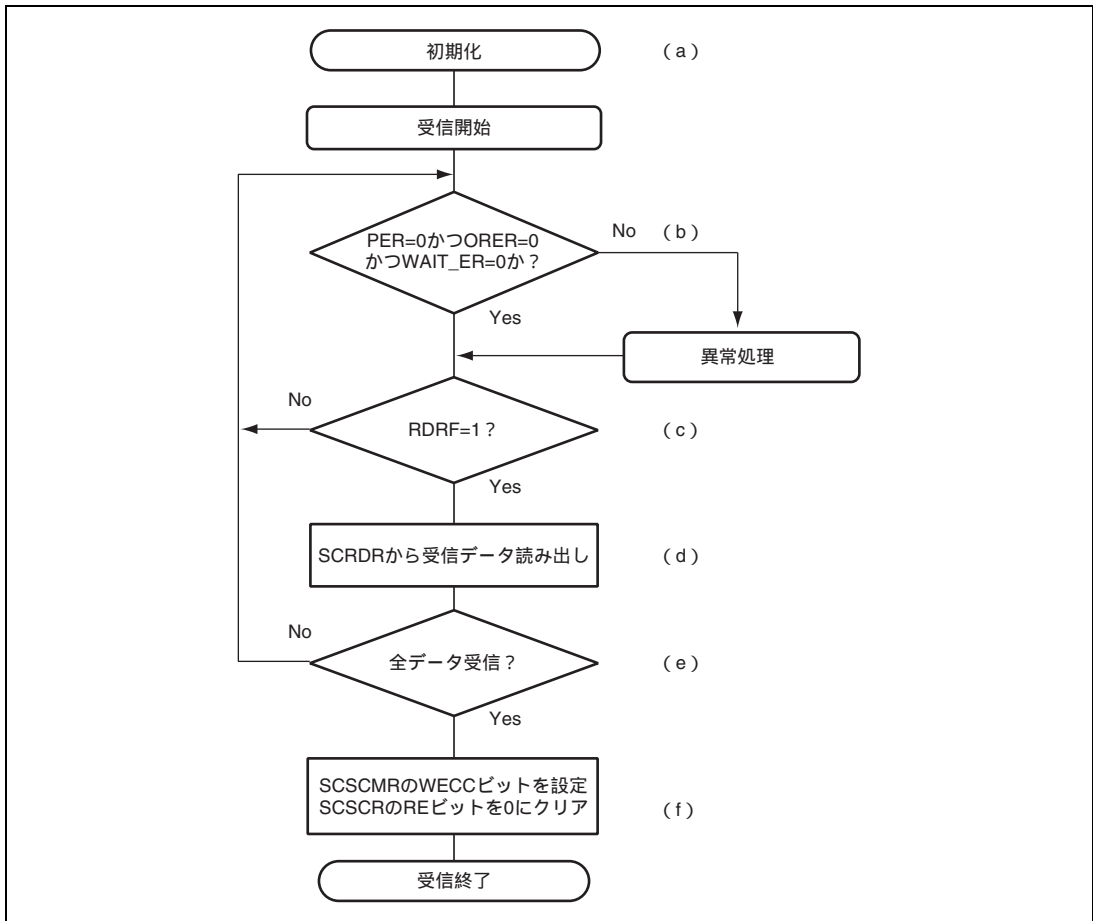 初期化
(a)
受信開始
PER=0かつORER=0
かつWAIT_ER=0か？
No
(b)
Yes
異常処理
No
RDRF=1？
(c)
Yes
SCRDRから受信データ読み出し
(d)
No
全データ受信？
(e)
Yes
SCSCMRのWECCビットを設定
SCSCRのREビットを0にクリア
(f)
受信終了